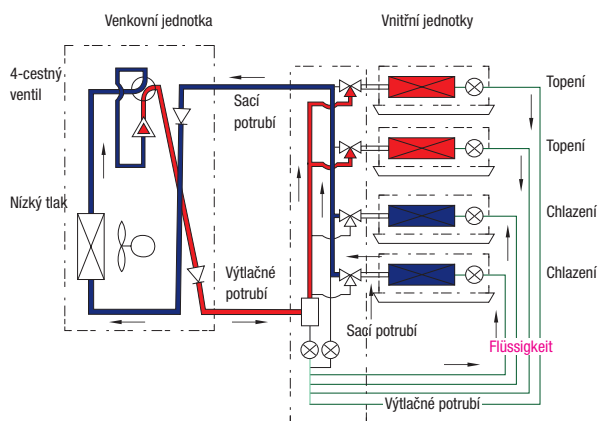 Venkovní jednotka
Vnitřní jednotky
4-cestný
ventil
Sací
potrubí
Topení
Topení
Nízký tlak
Chlazení
Výtlačné
potrubí
Chlazení
Sací potrubí
Flüssigkeit
Výtlačné potrubí